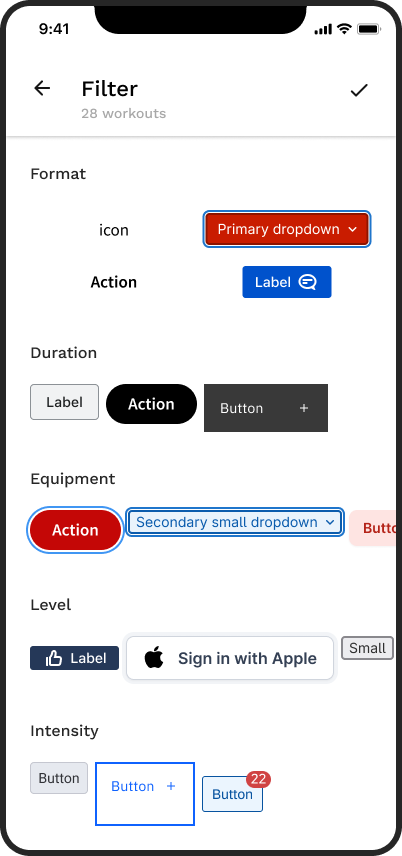 9:41
Filter
28 workouts
Format
icon
Primary dropdown
Action
Label
Duration
Label
Action
Button +
Equipment
Action
Secondary small dropdown
Butto
Level
Label
Sign in with Apple
Small
Intensity
Button
Button +
Button
22